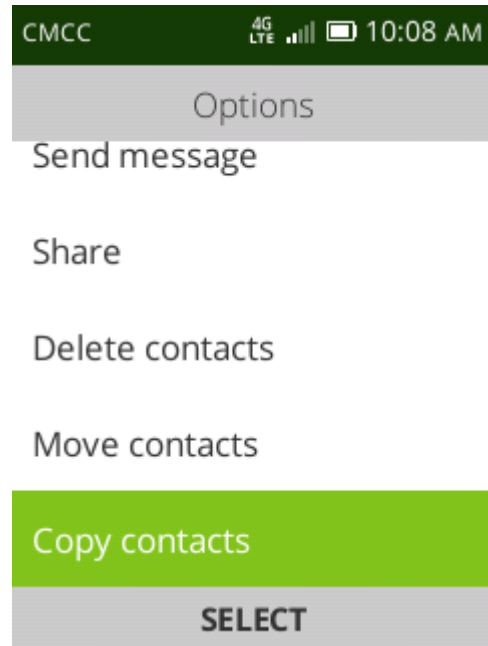 CMCC 4G LTE 10:08 AM
Options
Send message
Share
Delete contacts
Move contacts
Copy contacts
SELECT